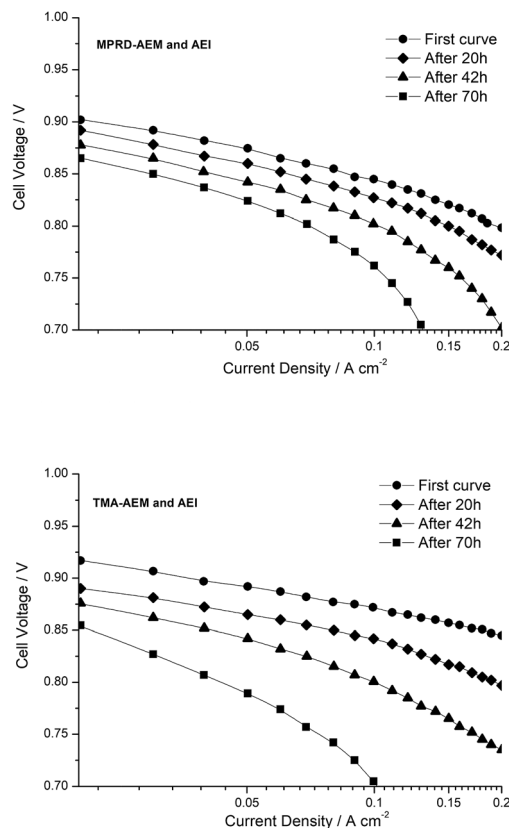 MPRD-AEM and AEI
First curve
After 20h
After 42h
After 70h
1.00
0.95
0.90
0.85
0.80
0.75
0.70
Cell Voltage / V
0.05
0.1
0.15
0.2
Current Density / A cm⁻²
TMA-AEM and AEI
First curve
After 20h
After 42h
After 70h
1.00
0.95
0.90
0.85
0.80
0.75
0.70
Cell Voltage / V
0.05
0.1
0.15
0.2
Current Density / A cm⁻²